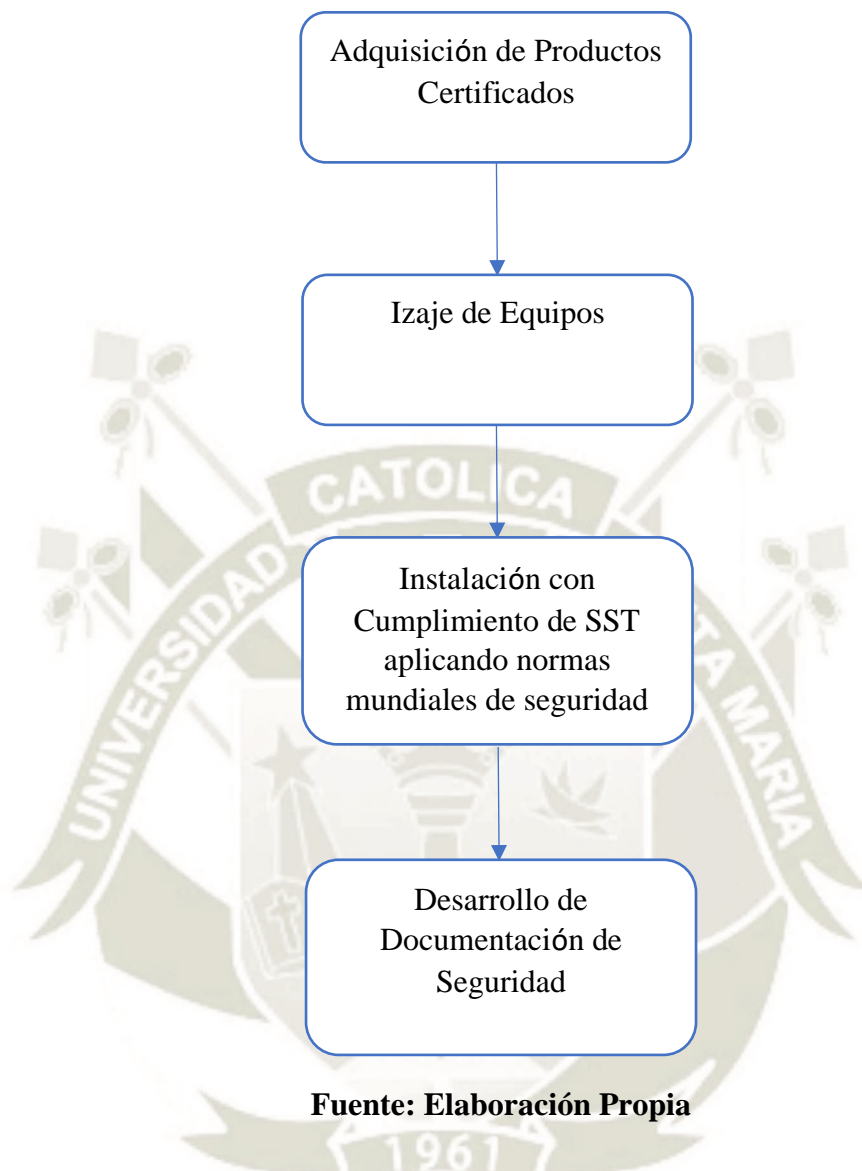 Adquisición de Productos
Certificados
Izaje de Equipos
CATOLICA
UNIVERSIDAD
TA MARIA
Instalación con
Cumplimiento de SST
aplicando normas
mundiales de seguridad
Desarrollo de
Documentación de
Seguridad
Fuente: Elaboración Propia
1961